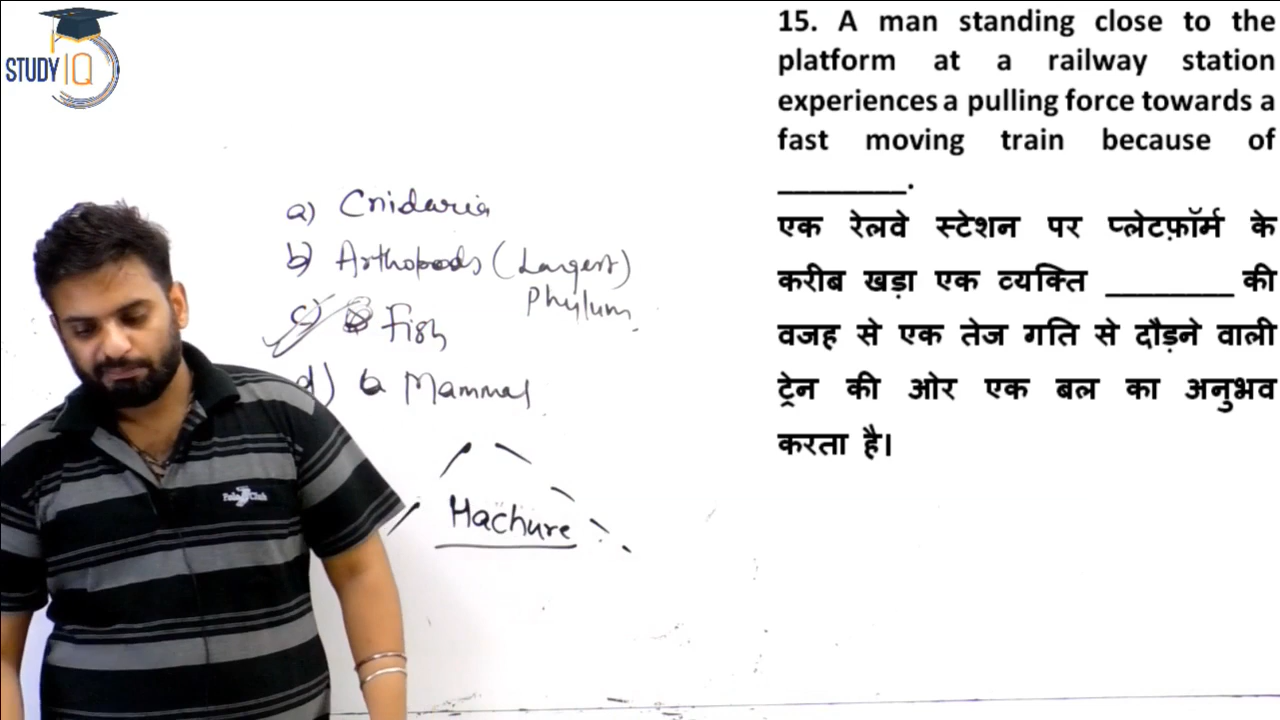 STUDY IQ
15. A man standing close to the
platform at a railway station
experiences a pulling force towards a
fast moving train because of
_________.
एक रेलवे स्टेशन पर प्लेटफ़ॉर्म के
करीब खड़ा एक व्यक्ति _________ की
वजह से एक तेज गति से दौड़ने वाली
ट्रेन की ओर एक बल का अनुभव
करता है।
a) Cnidaria
b) Arthopods (Largest)
Phylum
c) Fish
d) Mammal
Hachure